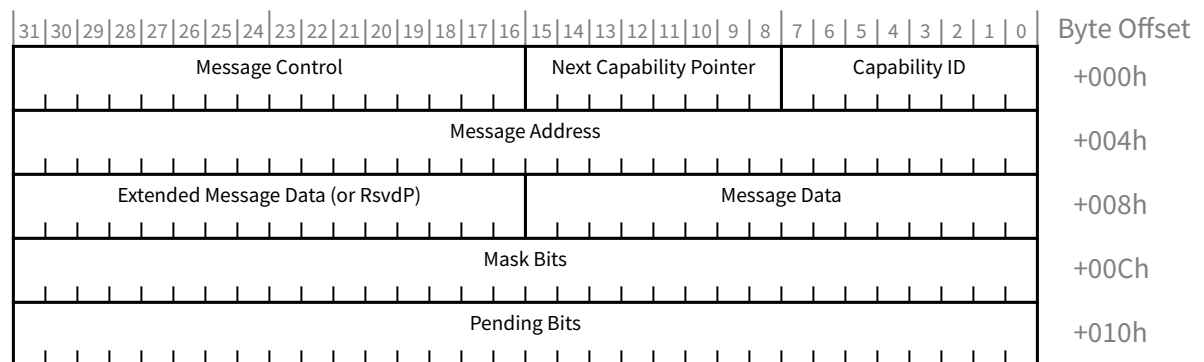 31 30 29 28 27 26 25 24 23 22 21 20 19 18 17 16 15 14 13 12 11 10 9 8 7 6 5 4 3 2 1 0 Byte Offset
Message Control Next Capability Pointer Capability ID +000h
Message Address +004h
Extended Message Data (or RsvdP) Message Data +008h
Mask Bits +00Ch
Pending Bits +010h